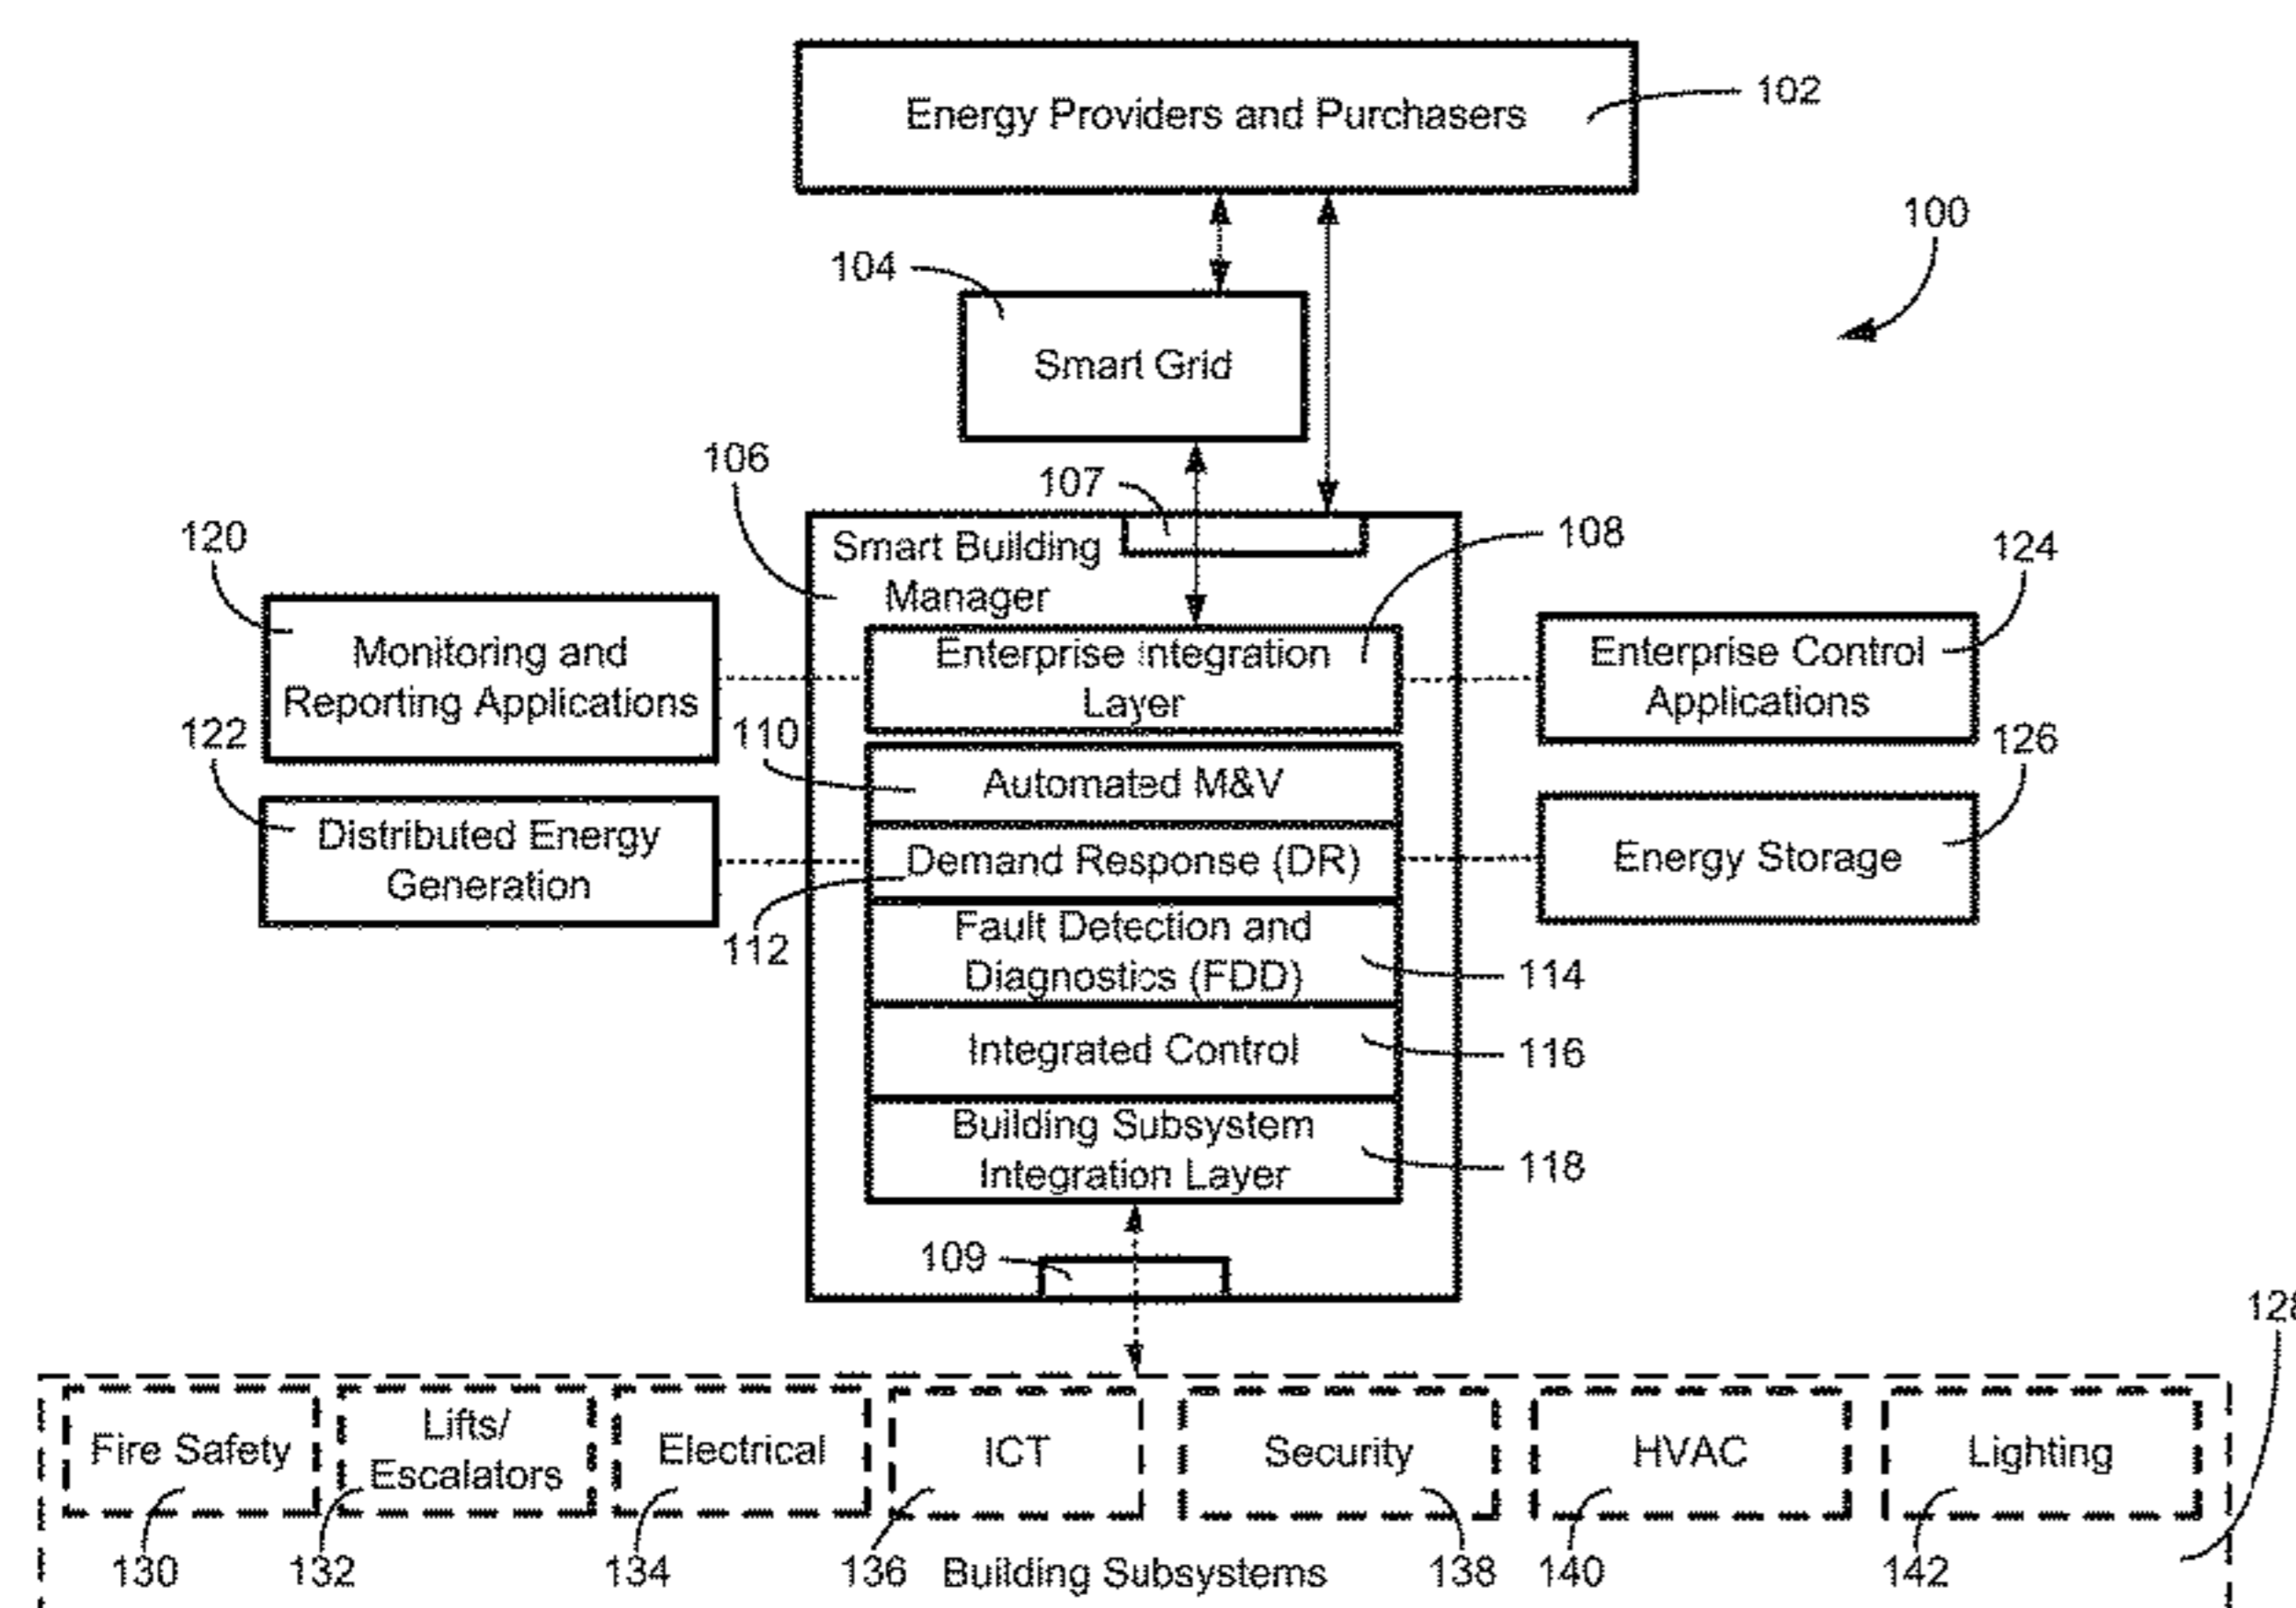 Energy Providers and Purchasers
102
100
104
Smart Grid
106
107
Smart Building
Manager
108
120
124
Monitoring and
Reporting Applications
Enterprise Integration
Layer
Enterprise Control
Applications
122
110
126
Automated M&V
Distributed Energy
Generation
Demand Response (DR)
Energy Storage
112
Fault Detection and
Diagnostics (FDD)
114
Integrated Control
116
Building Subsystem
Integration Layer
118
109
128
Fire Safety
Lifts/
Escalators
Electrical
ICT
Security
HVAC
Lighting
130
132
134
136
Building Subsystems
138
140
142